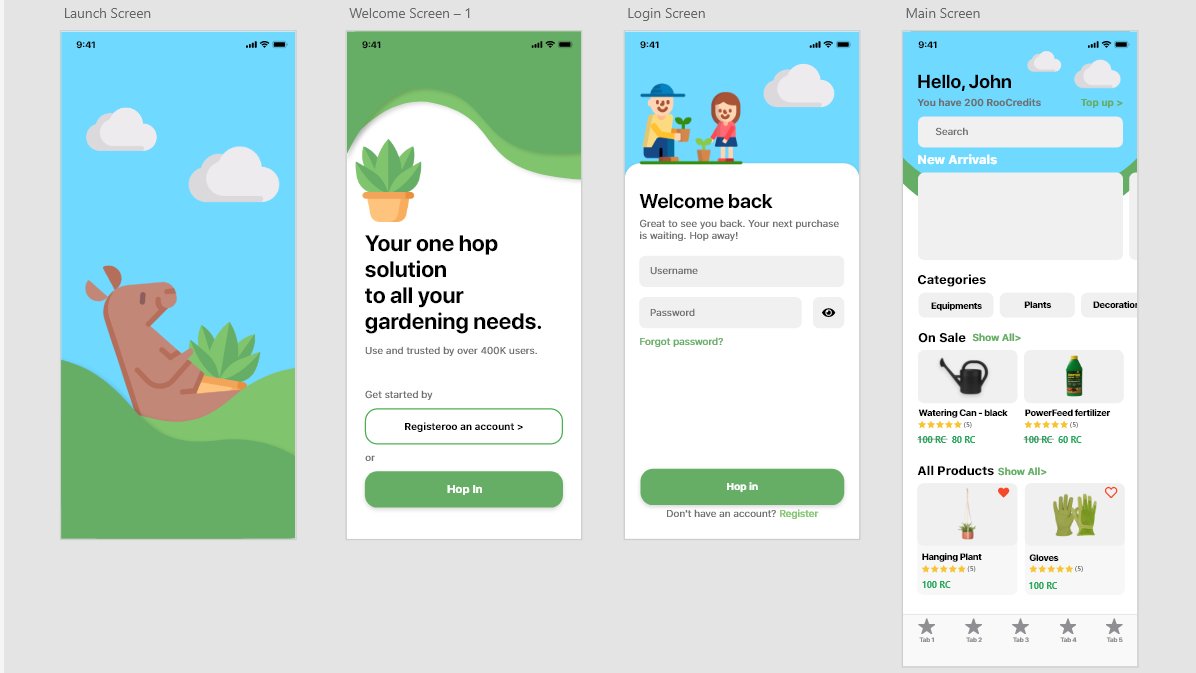 Launch Screen
9:41
Welcome Screen – 1
9:41
Your one hop
solution
to all your
gardening needs.
Use and trusted by over 400K users.
Get started by
Registeroo an account >
or
Hop In
Login Screen
9:41
Welcome back
Great to see you back. Your next purchase
is waiting. Hop away!
Username
Password
Forgot password?
Hop in
Don't have an account? Register
Main Screen
9:41
Hello, John
You have 200 RooCredits Top up >
Search
New Arrivals
Categories
Equipments Plants Decoration
On Sale Show All>
Watering Can - black PowerFeed fertilizer
(5) (5)
100 RC 80 RC 100 RC 60 RC
All Products Show All>
Hanging Plant Gloves
(5) (5)
100 RC 100 RC
Tab 1 Tab 2 Tab 3 Tab 4 Tab 5